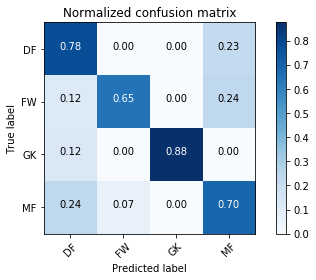 Normalized confusion matrix
True label
DF 0.78 0.00 0.00 0.23
FW 0.12 0.65 0.00 0.24
GK 0.12 0.00 0.88 0.00
MF 0.24 0.07 0.00 0.70
DF FW GK MF
Predicted label
0.8
0.7
0.6
0.5
0.4
0.3
0.2
0.1
0.0